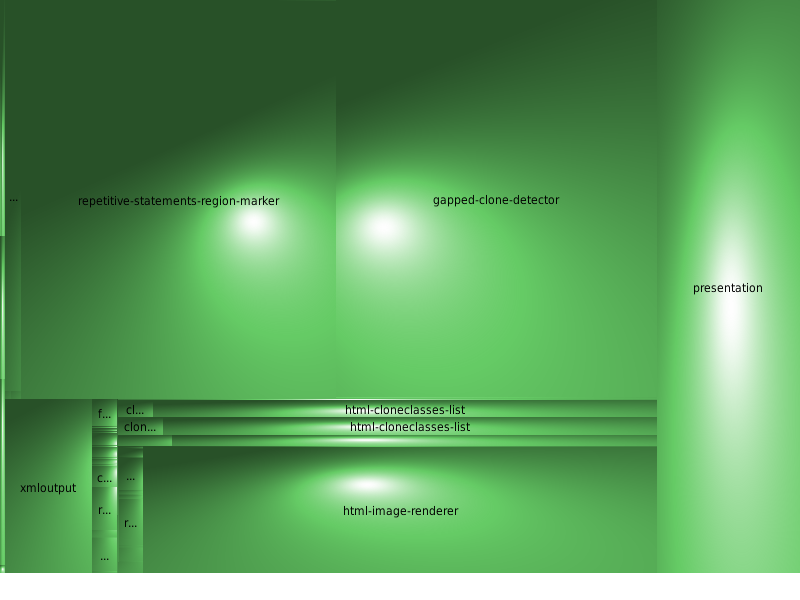 ...
repetitive-statements-region-marker
gapped-clone-detector
presentation
f...
cl...
html-cloneclasses-list
clon...
html-cloneclasses-list
xmloutput
c...
...
r...
r...
html-image-renderer
...